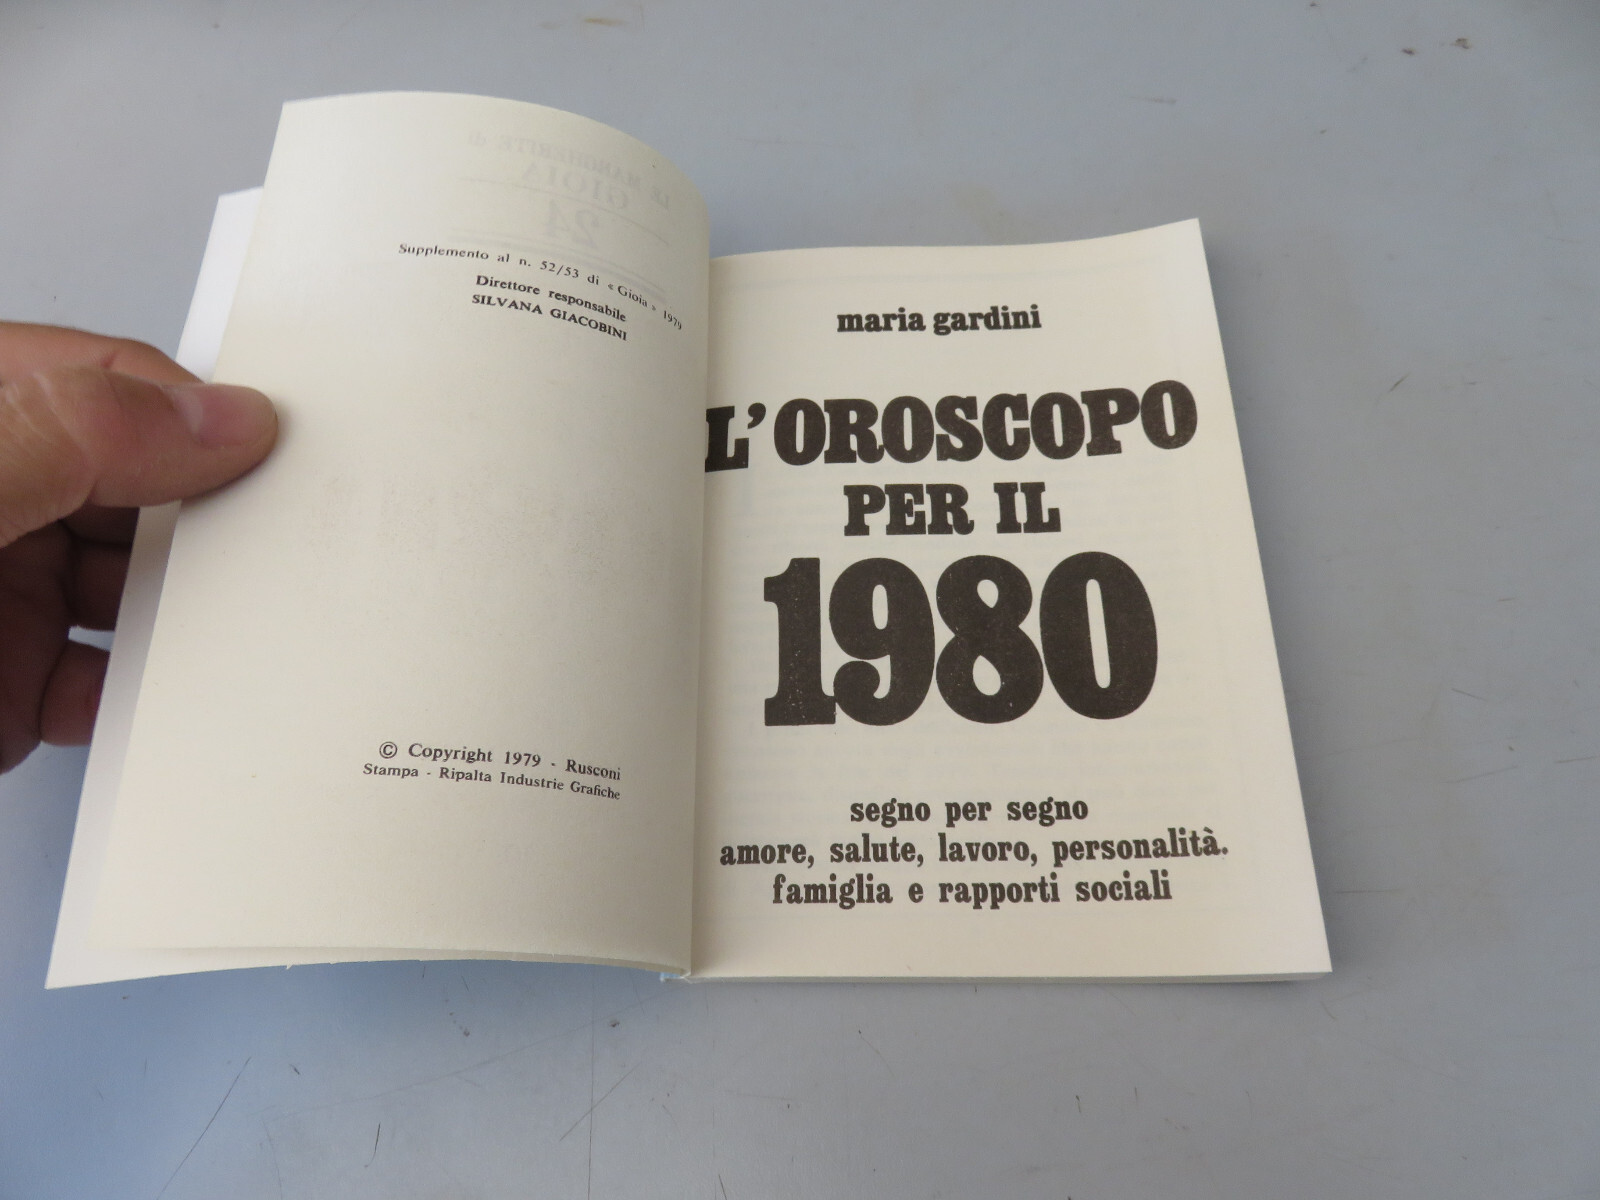 Supplemento al n. 52/53 di « Gioia » 1979
Direttore responsabile
SILVANA GIACOBINI
© Copyright 1979 - Rusconi
Stampa - Ripalta Industrie Grafiche
maria gardini
L'OROSCOPO
PER IL
1980
segno per segno
amore, salute, lavoro, personalità.
famiglia e rapporti sociali